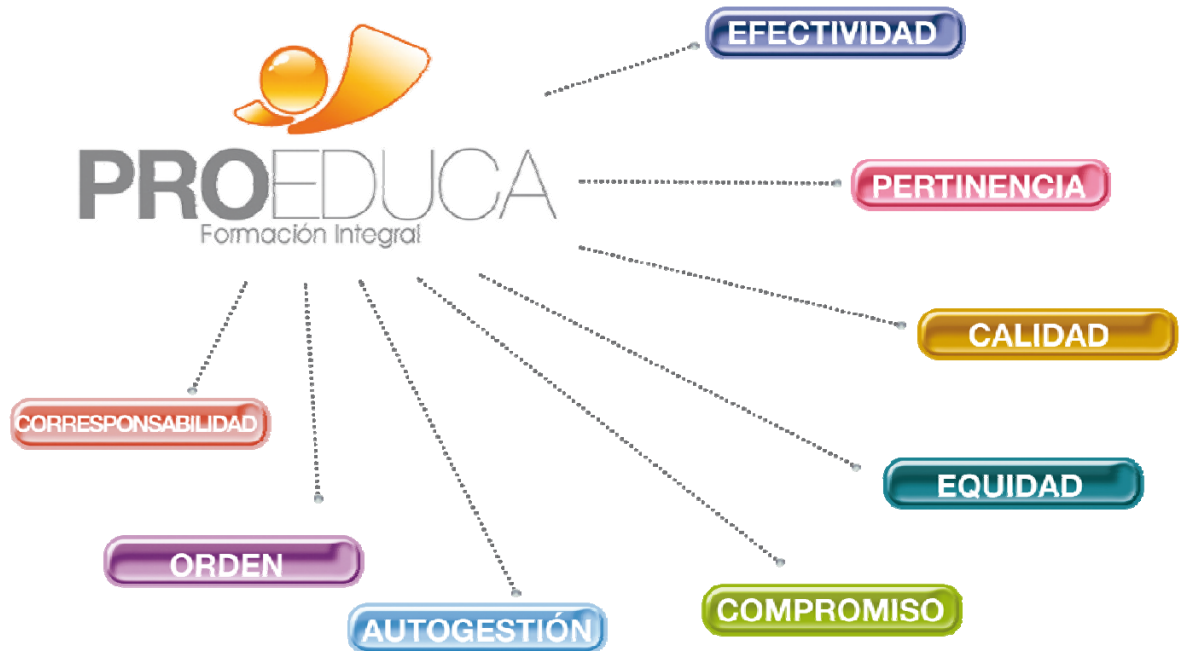 EFECTIVIDAD
PROEDUCA
Formación Integral
PERTINENCIA
CALIDAD
CORRESPONSABILIDAD
EQUIDAD
ORDEN
COMPROMISO
AUTOGESTIÓN